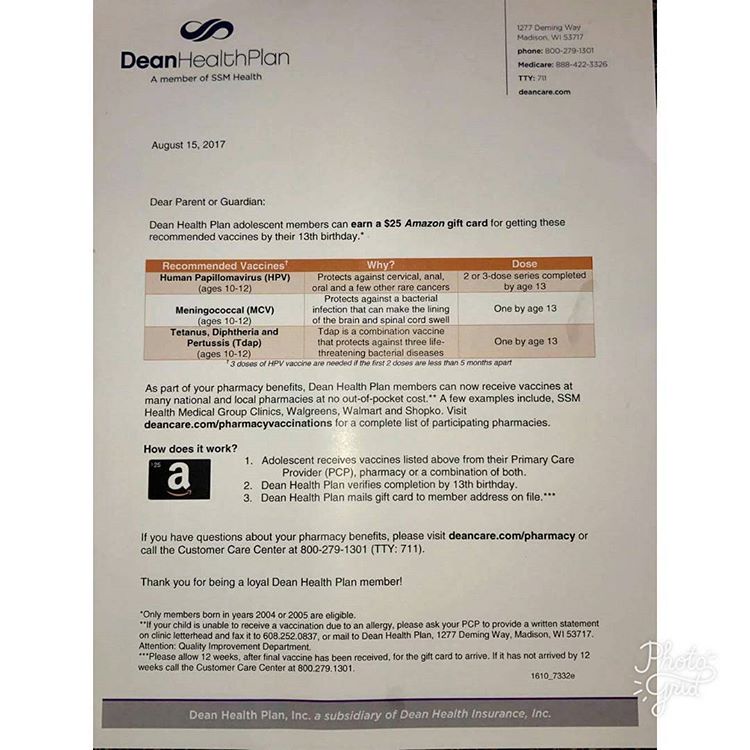 DeanHealthPlan
A member of SSM Health
1277 Deming Way
Madison, WI 53717
phone: 800-279-1301
Medicare: 888-422-3326
TTY: 711
deancare.com
August 15, 2017
Dear Parent or Guardian:
Dean Health Plan adolescent members can earn a $25 Amazon gift card for getting these
recommended vaccines by their 13th birthday.*
Recommended Vaccines† Why? Dose
Human Papillomavirus (HPV)
(ages 10-12)
Protects against cervical, anal,
oral and a few other rare cancers
2 or 3-dose series completed
by age 13
Meningococcal (MCV)
(ages 10-12)
Protects against a bacterial
infection that can make the lining
of the brain and spinal cord swell
One by age 13
Tetanus, Diphtheria and
Pertussis (Tdap)
(ages 10-12)
Tdap is a combination vaccine
that protects against three life-
threatening bacterial diseases
One by age 13
† 3 doses of HPV vaccine are needed if the first 2 doses are less than 5 months apart
As part of your pharmacy benefits, Dean Health Plan members can now receive vaccines at
many national and local pharmacies at no out-of-pocket cost.** A few examples include, SSM
Health Medical Group Clinics, Walgreens, Walmart and Shopko. Visit
deancare.com/pharmacyvaccinations for a complete list of participating pharmacies.
How does it work?
$25
a
1. Adolescent receives vaccines listed above from their Primary Care
Provider (PCP), pharmacy or a combination of both.
2. Dean Health Plan verifies completion by 13th birthday.
3. Dean Health Plan mails gift card to member address on file.***
If you have questions about your pharmacy benefits, please visit deancare.com/pharmacy or
call the Customer Care Center at 800-279-1301 (TTY: 711).
Thank you for being a loyal Dean Health Plan member!
*Only members born in years 2004 or 2005 are eligible.
**If your child is unable to receive a vaccination due to an allergy, please ask your PCP to provide a written statement
on clinic letterhead and fax it to 608.252.0837, or mail to Dean Health Plan, 1277 Deming Way, Madison, WI 53717.
Attention: Quality Improvement Department.
***Please allow 12 weeks, after final vaccine has been received, for the gift card to arrive. If it has not arrived by 12
weeks call the Customer Care Center at 800.279.1301.
1610_7332e
Dean Health Plan, Inc. a subsidiary of Dean Health Insurance, Inc.
Photo
Grid